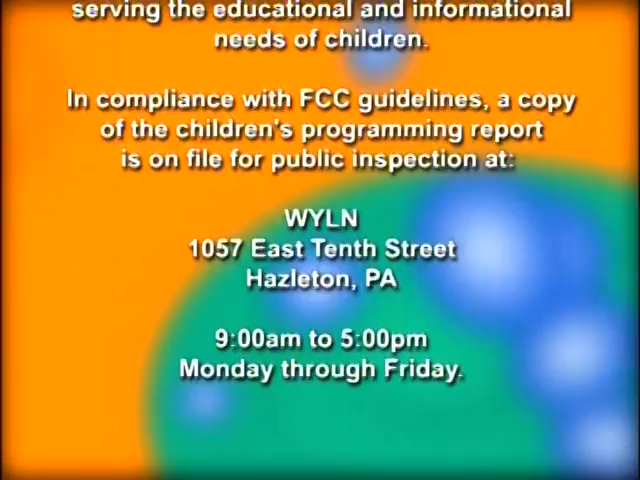 serving the educational and informational
needs of children.
In compliance with FCC guidelines, a copy
of the children's programming report
is on file for public inspection at:
WYLN
1057 East Tenth Street
Hazleton, PA
9:00am to 5:00pm
Monday through Friday.